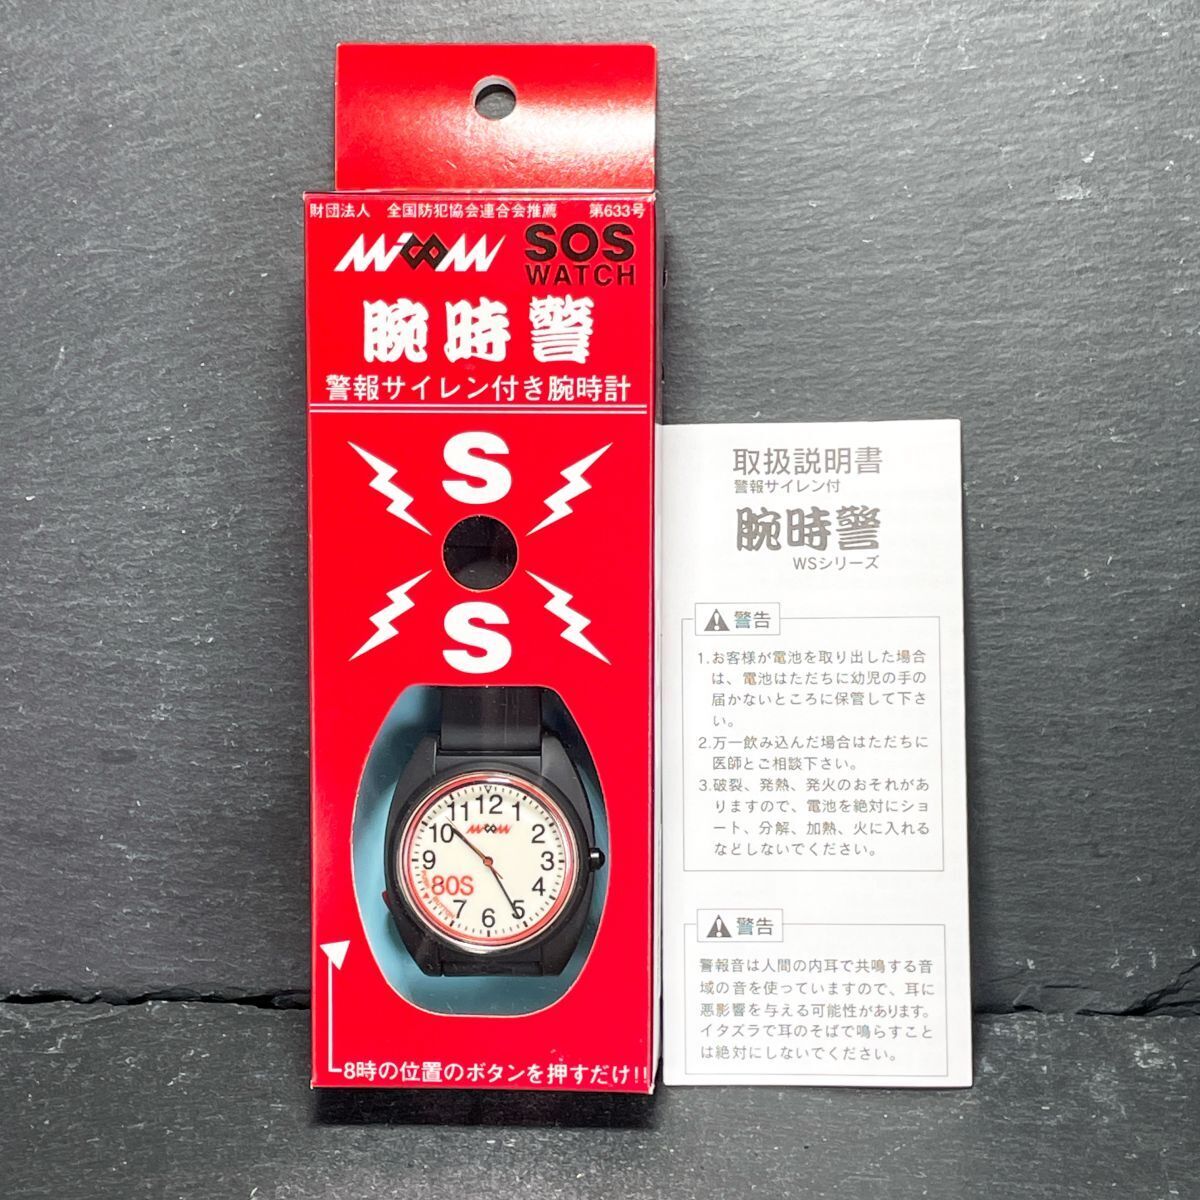 財団法人 全国防犯協会連合会推薦 第633号
SOS
WATCH
腕時警
警報サイレン付き腕時計
S
S
12
1
2
3
4
5
6
7
8OS
9
10
11
8時の位置のボタンを押すだけ!!
取扱説明書
警報サイレン付
腕時警
WSシリーズ
警告
1.お客様が電池を取り出した場合
は、電池はただちに幼児の手の
届かないところに保管して下さ
い。
2.万一飲み込んだ場合はただちに
医師とご相談下さい。
3.破裂、発熱、発火のおそれがあ
りますので、電池を絶対にショ
ート、分解、加熱、火に入れる
などしないでください。
警告
警報音は人間の内耳で共鳴する音
域の音を使っていますので、耳に
悪影響を与える可能性があります。
イタズラで耳のそばで鳴らすこと
は絶対にしないでください。